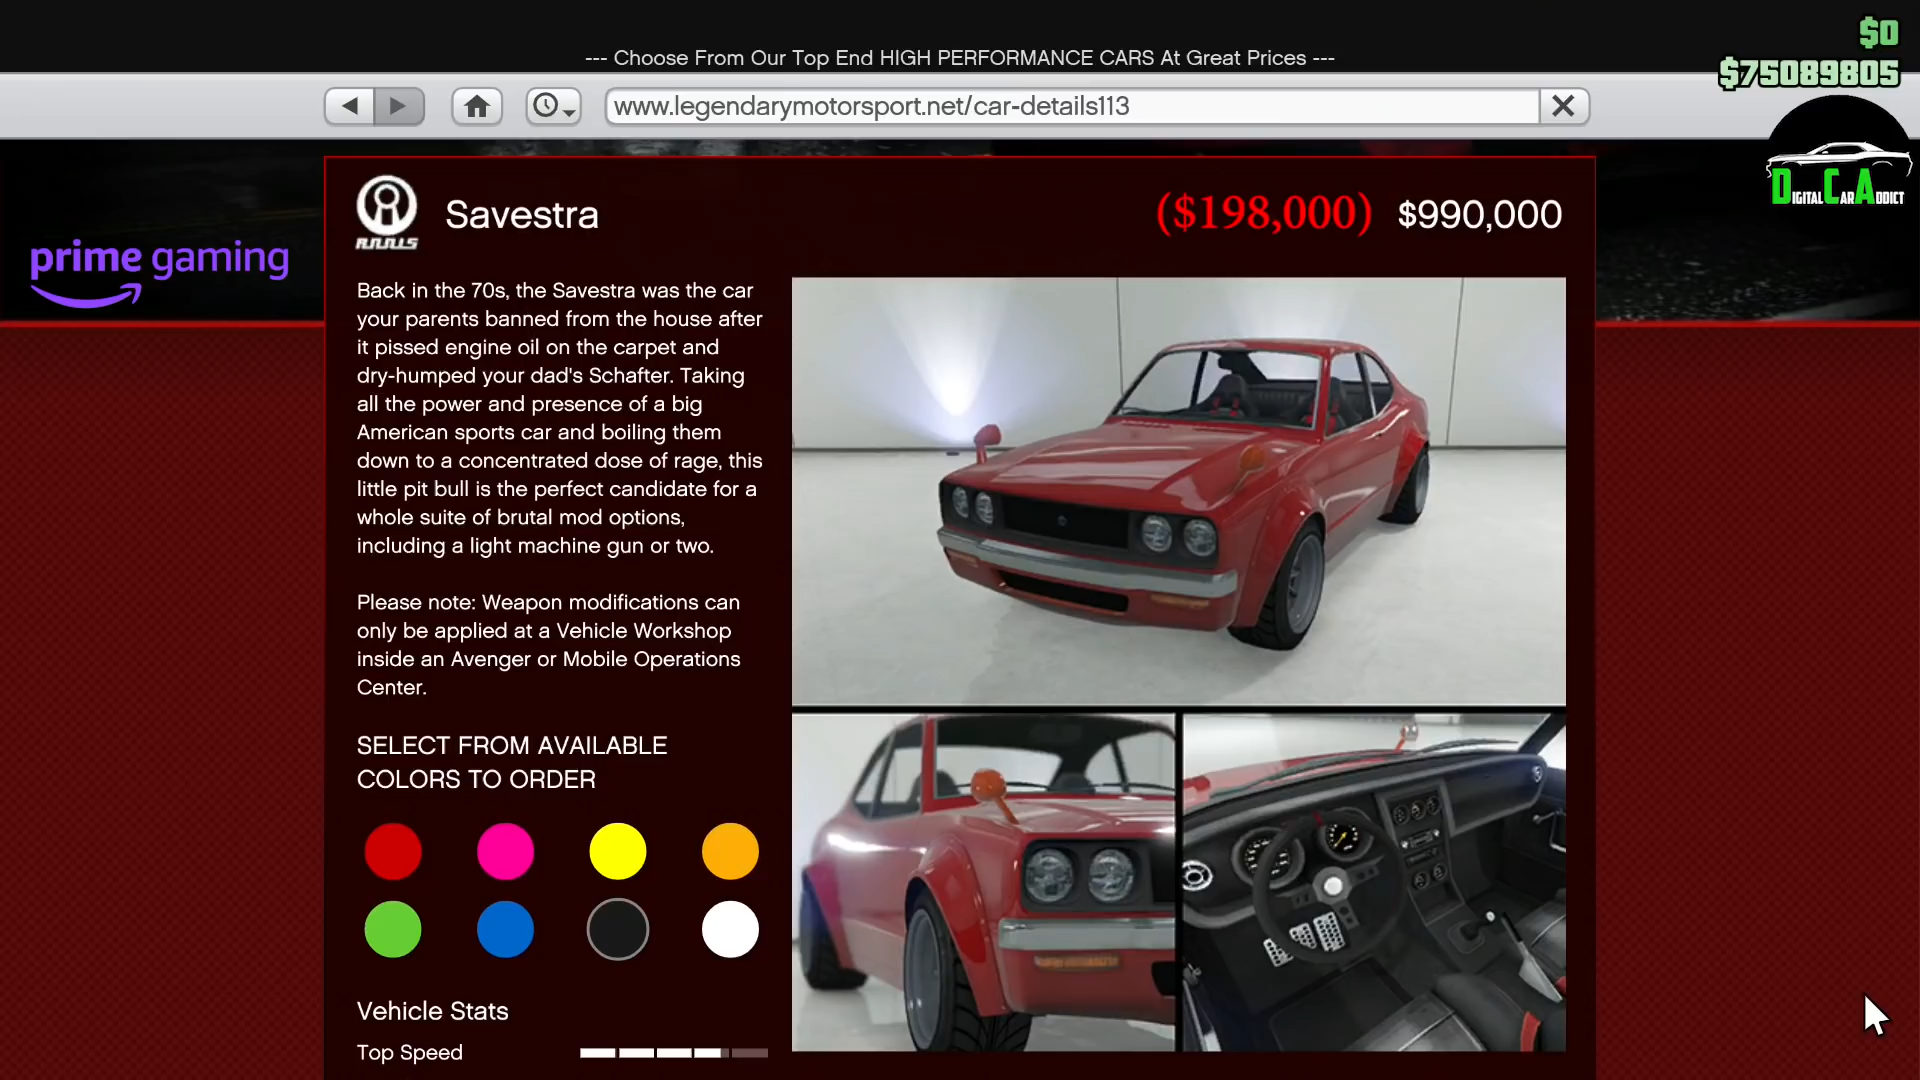 $0
--- Choose From Our Top End HIGH PERFORMANCE CARS At Great Prices ---
$75089805
www.legendarymotorsport.net/car-details113
DIGITALCARADDICT
ANNIS
Savestra
($198,000) $990,000
prime gaming
Back in the 70s, the Savestra was the car
your parents banned from the house after
it pissed engine oil on the carpet and
dry-humped your dad's Schafter. Taking
all the power and presence of a big
American sports car and boiling them
down to a concentrated dose of rage, this
little pit bull is the perfect candidate for a
whole suite of brutal mod options,
including a light machine gun or two.
Please note: Weapon modifications can
only be applied at a Vehicle Workshop
inside an Avenger or Mobile Operations
Center.
SELECT FROM AVAILABLE
COLORS TO ORDER
Vehicle Stats
Top Speed